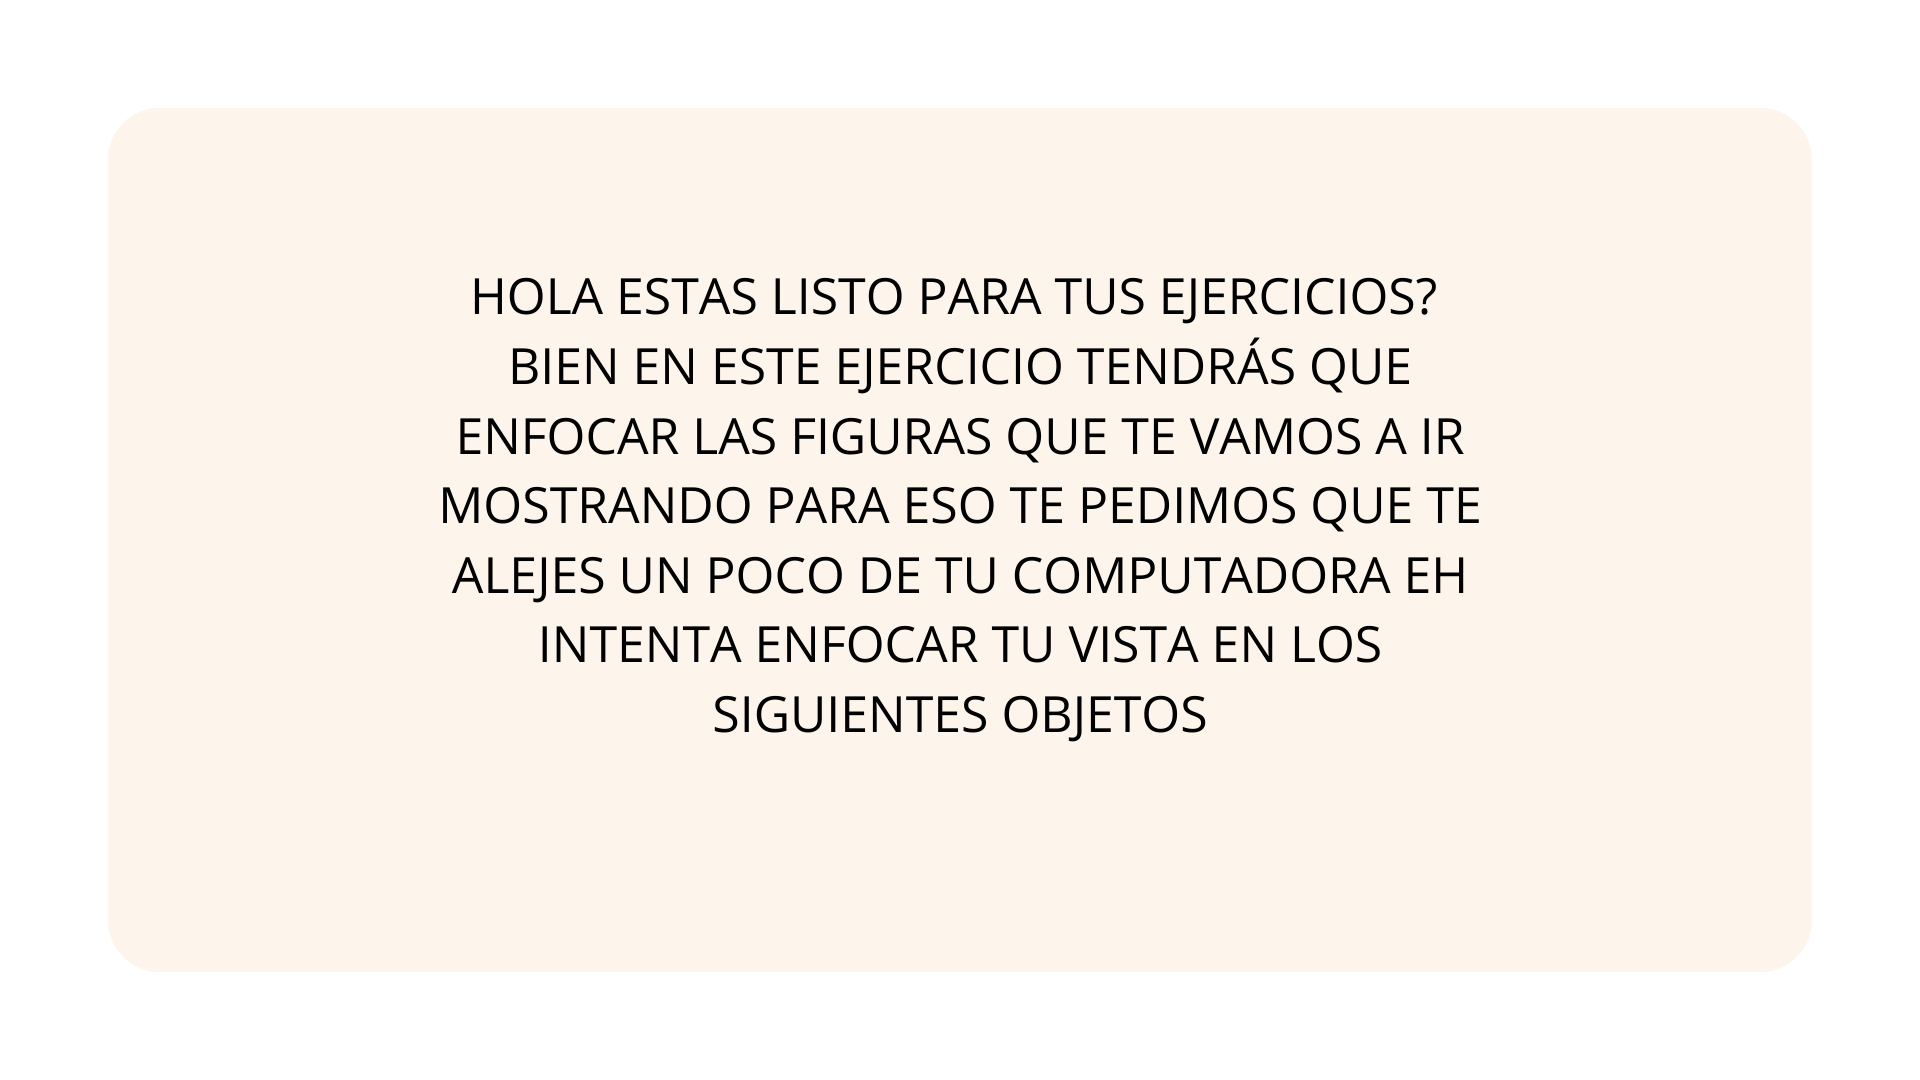 HOLA ESTAS LISTO PARA TUS EJERCICIOS?
BIEN EN ESTE EJERCICIO TENDRÁS QUE
ENFOCAR LAS FIGURAS QUE TE VAMOS A IR
MOSTRANDO PARA ESO TE PEDIMOS QUE TE
ALEJES UN POCO DE TU COMPUTADORA EH
INTENTA ENFOCAR TU VISTA EN LOS
SIGUIENTES OBJETOS